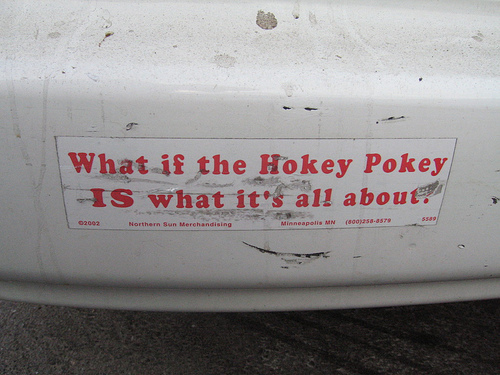 What if the Hokey Pokey
IS what it's all about?
©2002 Northern Sun Merchandising Minneapolis MN (800)258-8579 5589